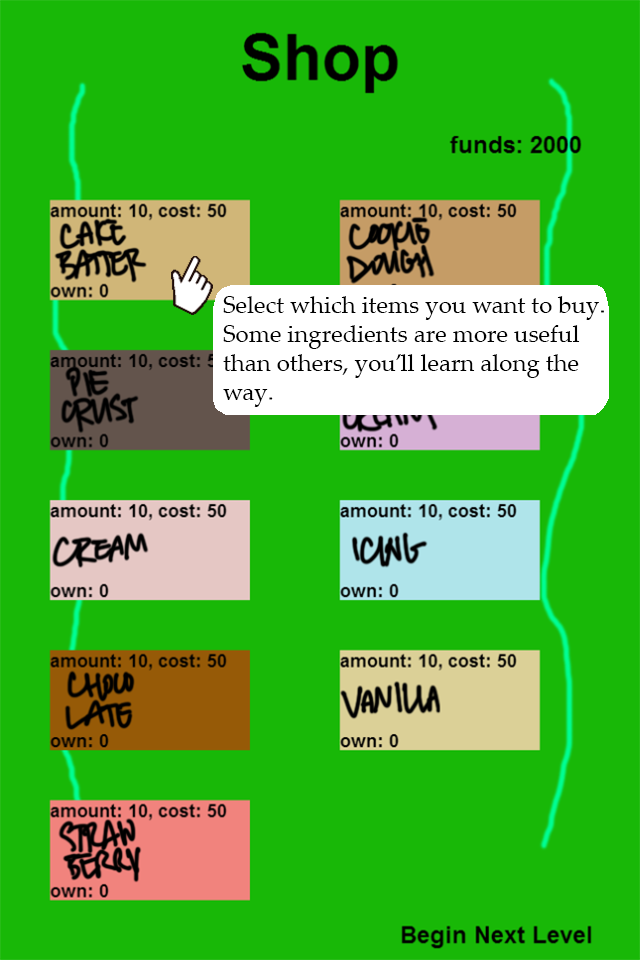 Shop
funds: 2000
amount: 10, cost: 50
CAKE
BATTER
own: 0
amount: 10, cost: 50
COOKIE
DOUGH
Select which items you want to buy.
Some ingredients are more useful
than others, you'll learn along the
way.
amount: 10, cost:
PIE
CRUST
own: 0
CREAM
own: 0
amount: 10, cost: 50
CREAM
own: 0
amount: 10, cost: 50
ICING
own: 0
amount: 10, cost: 50
CHOCO
LATE
own: 0
amount: 10, cost: 50
VANILLA
own: 0
amount: 10, cost: 50
STRAW
BERRY
own: 0
Begin Next Level